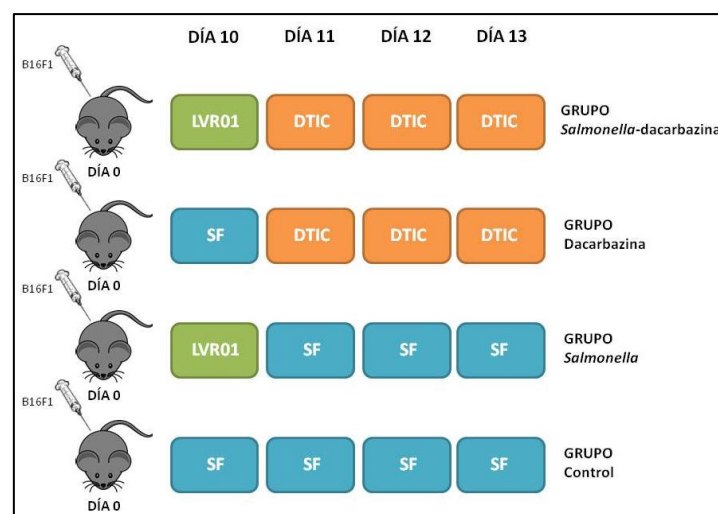 DÍA 10 DÍA 11 DÍA 12 DÍA 13
B16F1
LVR01 DTIC DTIC DTIC
GRUPO
Salmonella-dacarbazina
DÍA 0
B16F1
SF DTIC DTIC DTIC
GRUPO
Dacarbazina
DÍA 0
B16F1
LVR01 SF SF SF
GRUPO
Salmonella
DÍA 0
B16F1
SF SF SF SF
GRUPO
Control
DÍA 0